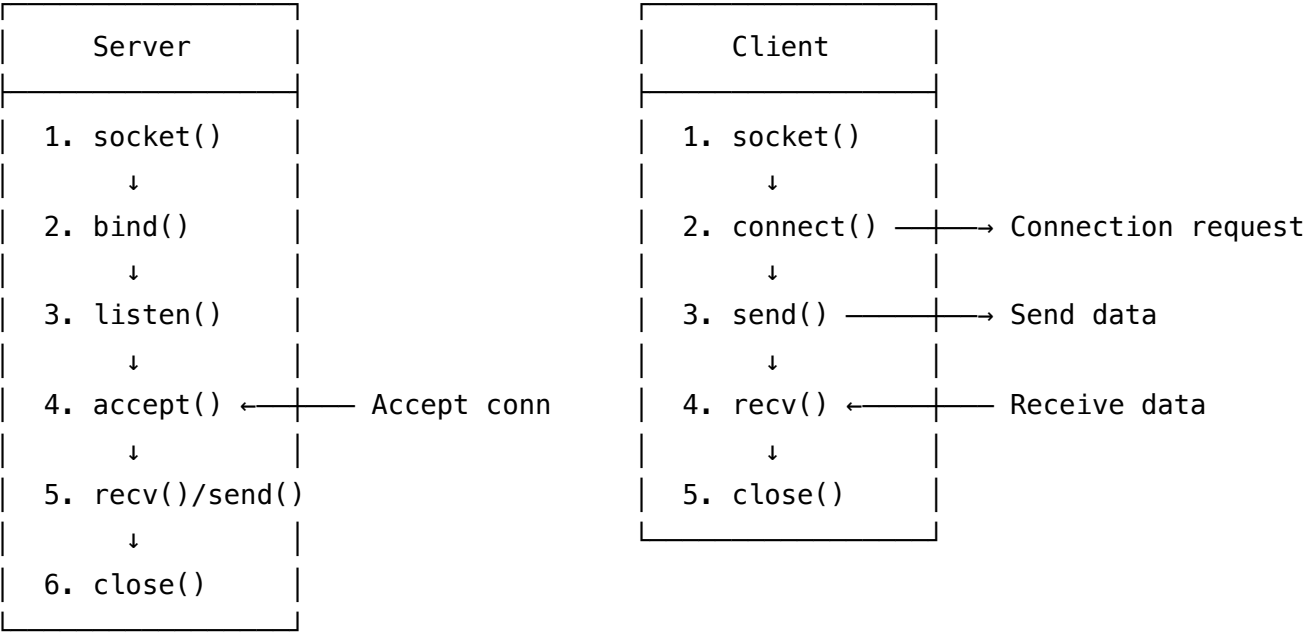 Server
1. socket()
↓
2. bind()
↓
3. listen()
↓
4. accept() ← Accept conn
↓
5. recv()/send()
↓
6. close()
Client
1. socket()
↓
2. connect() → Connection request
↓
3. send() → Send data
↓
4. recv() ← Receive data
↓
5. close()